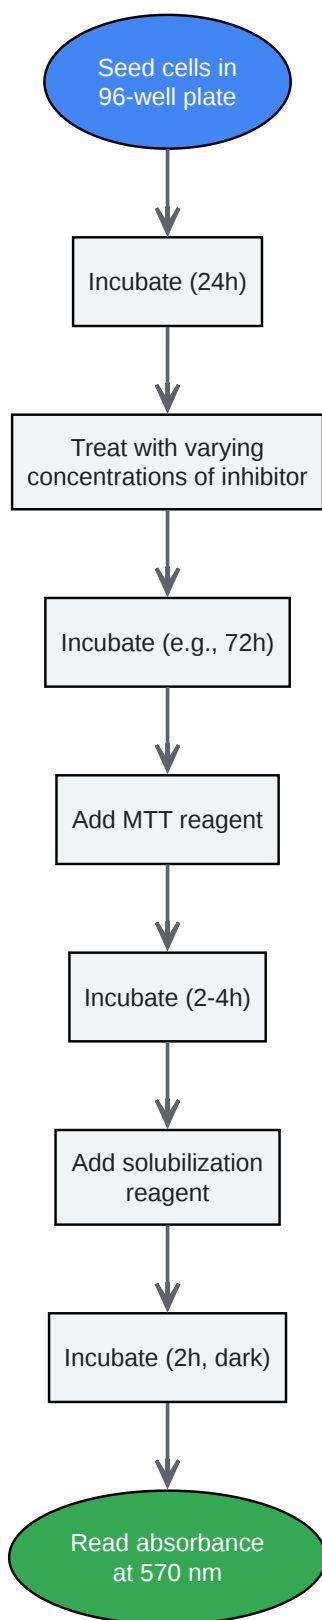 Seed cells in
96-well plate
Incubate (24h)
Treat with varying
concentrations of inhibitor
Incubate (e.g., 72h)
Add MTT reagent
Incubate (2-4h)
Add solubilization
reagent
Incubate (2h, dark)
Read absorbance
at 570 nm